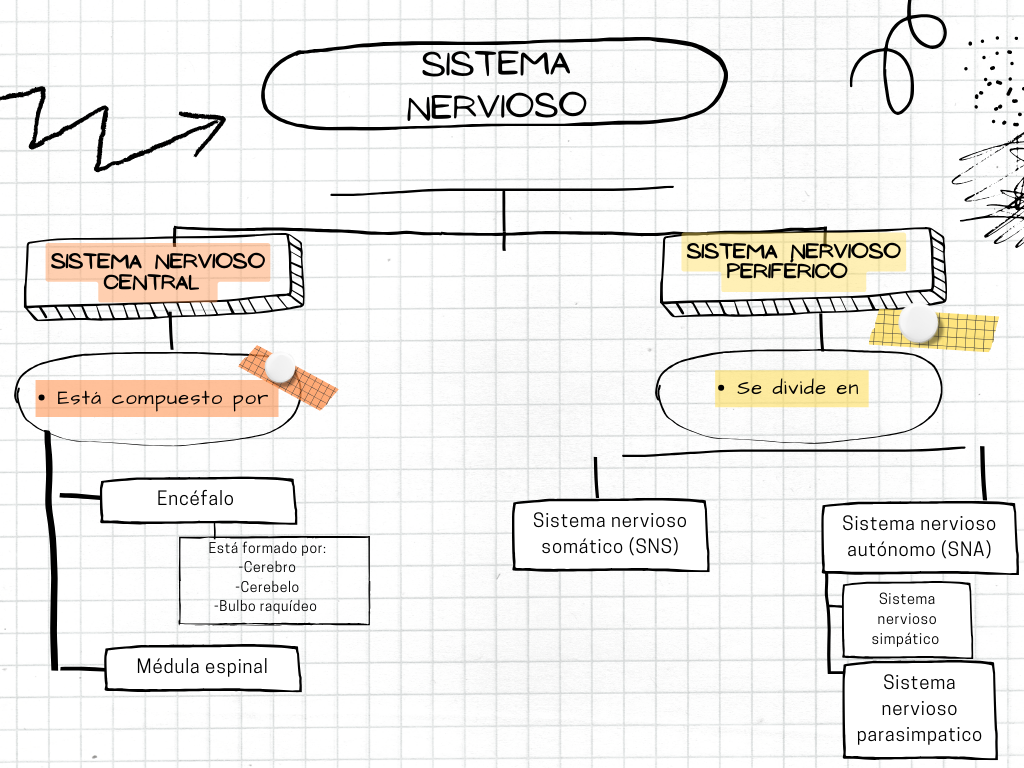 SISTEMA
NERVIOSO
SISTEMA NERVIOSO
CENTRAL
• Está compuesto por
Encéfalo
Está formado por:
-Cerebro
-Cerebelo
-Bulbo raquídeo
Médula espinal
SISTEMA NERVIOSO
PERIFÉRICO
• Se divide en
Sistema nervioso
somático (SNS)
Sistema nervioso
autónomo (SNA)
Sistema
nervioso
simpático
Sistema
nervioso
parasimpatico